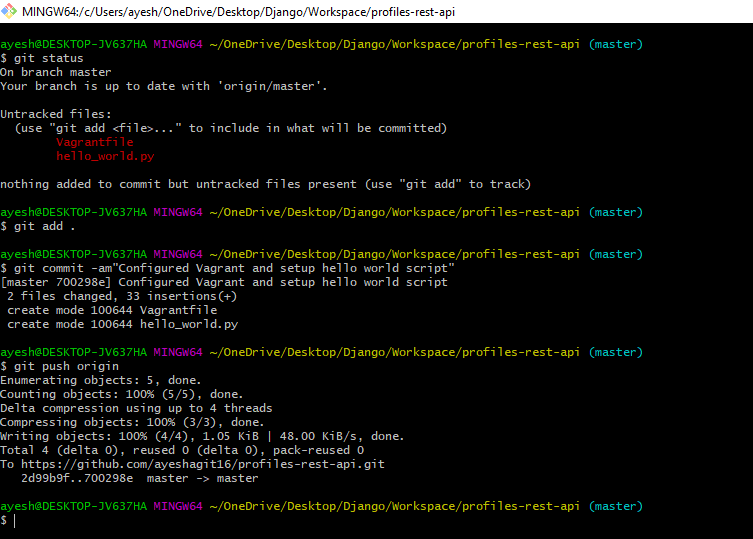 MINGW64:/c/Users/ayesh/OneDrive/Desktop/Django/Workspace/profiles-rest-api
ayesh@DESKTOP-JV637HA MINGW64 ~/OneDrive/Desktop/Django/Workspace/profiles-rest-api (master)
$ git status
On branch master
Your branch is up to date with 'origin/master'.
Untracked files:
  (use "git add <file>..." to include in what will be committed)
        Vagrantfile
        hello_world.py
nothing added to commit but untracked files present (use "git add" to track)
ayesh@DESKTOP-JV637HA MINGW64 ~/OneDrive/Desktop/Django/Workspace/profiles-rest-api (master)
$ git add .
ayesh@DESKTOP-JV637HA MINGW64 ~/OneDrive/Desktop/Django/Workspace/profiles-rest-api (master)
$ git commit -am"Configured Vagrant and setup hello world script"
[master 700298e] Configured Vagrant and setup hello world script
 2 files changed, 33 insertions(+)
 create mode 100644 Vagrantfile
 create mode 100644 hello_world.py
ayesh@DESKTOP-JV637HA MINGW64 ~/OneDrive/Desktop/Django/Workspace/profiles-rest-api (master)
$ git push origin
Enumerating objects: 5, done.
Counting objects: 100% (5/5), done.
Delta compression using up to 4 threads
Compressing objects: 100% (3/3), done.
Writing objects: 100% (4/4), 1.05 KiB | 48.00 KiB/s, done.
Total 4 (delta 0), reused 0 (delta 0), pack-reused 0
To https://github.com/ayeshagit16/profiles-rest-api.git
   2d99b9f..700298e  master -> master
ayesh@DESKTOP-JV637HA MINGW64 ~/OneDrive/Desktop/Django/Workspace/profiles-rest-api (master)
$